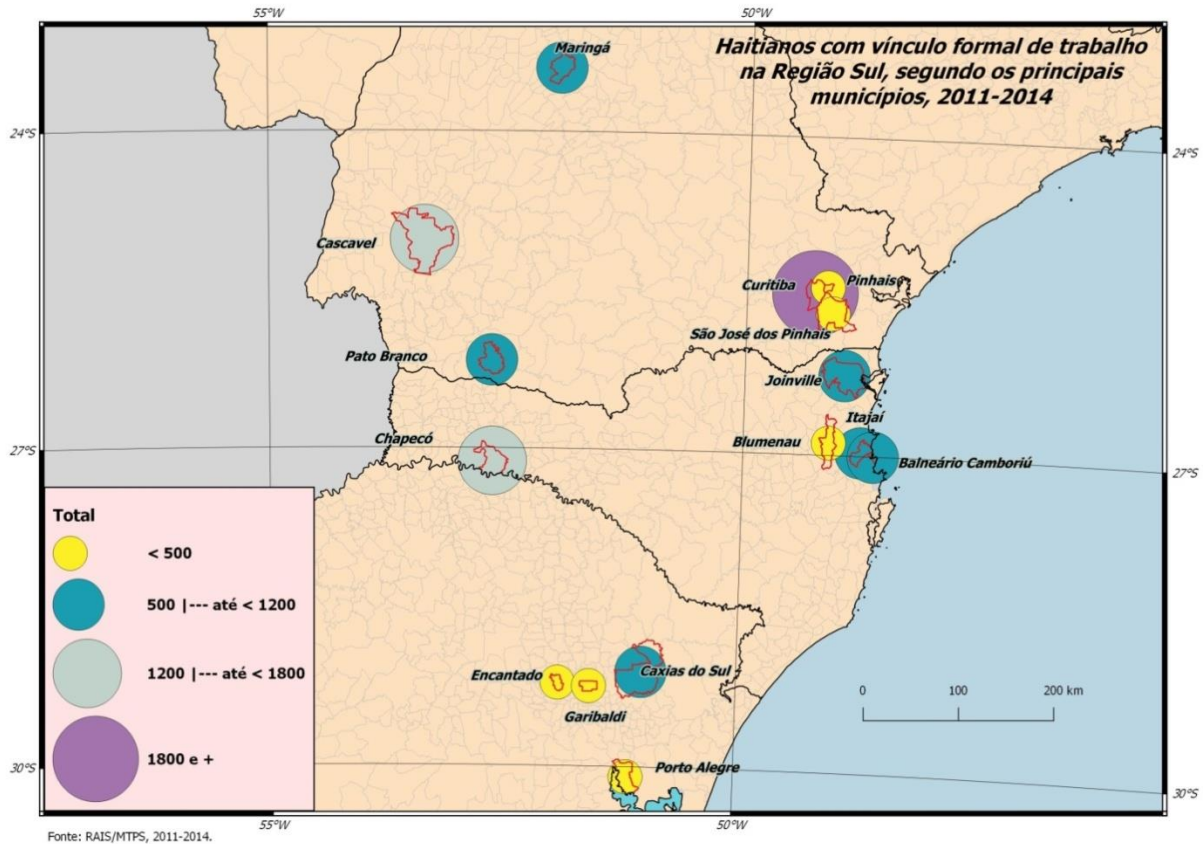 55°W
50°W
Haitianos com vínculo formal de trabalho
na Região Sul, segundo os principais
municípios, 2011-2014
Maringá
24°S
24°S
Cascavel
Curitiba
Pinhais
São José dos Pinhais
Pato Branco
Joinville
Itajaí
Chapecó
Blumenau
Balneário Camboriú
27°S
27°S
Total
< 500
500 |--- até < 1200
1200 |--- até < 1800
1800 e +
Encantado
Caxias do Sul
Garibaldi
0 100 200 km
Porto Alegre
30°S
30°S
55°W
50°W
Fonte: RAIS/MTPS, 2011-2014.